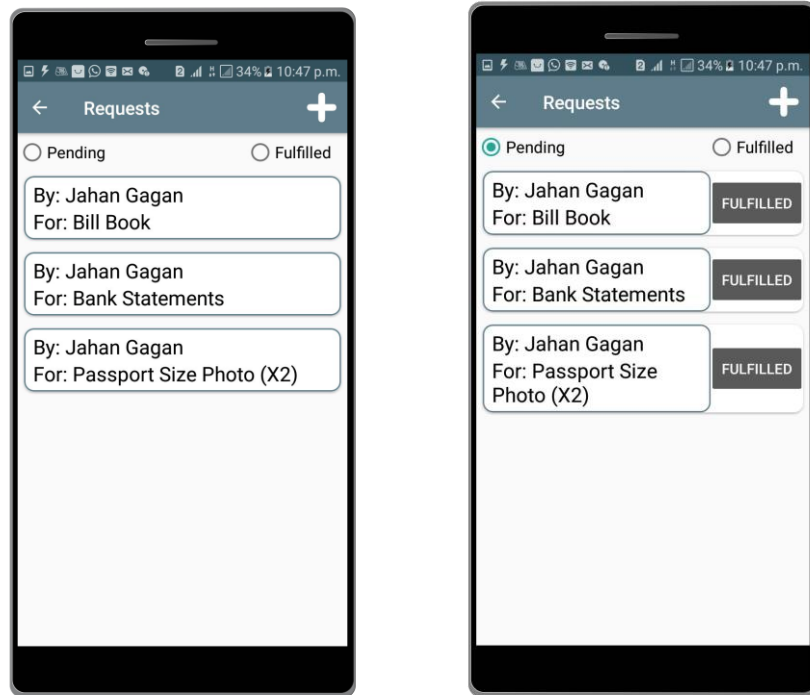 34% 10:47 p.m.
Requests
Pending
Fulfilled
By: Jahan Gagan
For: Bill Book
By: Jahan Gagan
For: Bank Statements
By: Jahan Gagan
For: Passport Size Photo (X2)
34% 10:47 p.m.
Requests
Pending
Fulfilled
By: Jahan Gagan
For: Bill Book
FULFILLED
By: Jahan Gagan
For: Bank Statements
FULFILLED
By: Jahan Gagan
For: Passport Size
Photo (X2)
FULFILLED